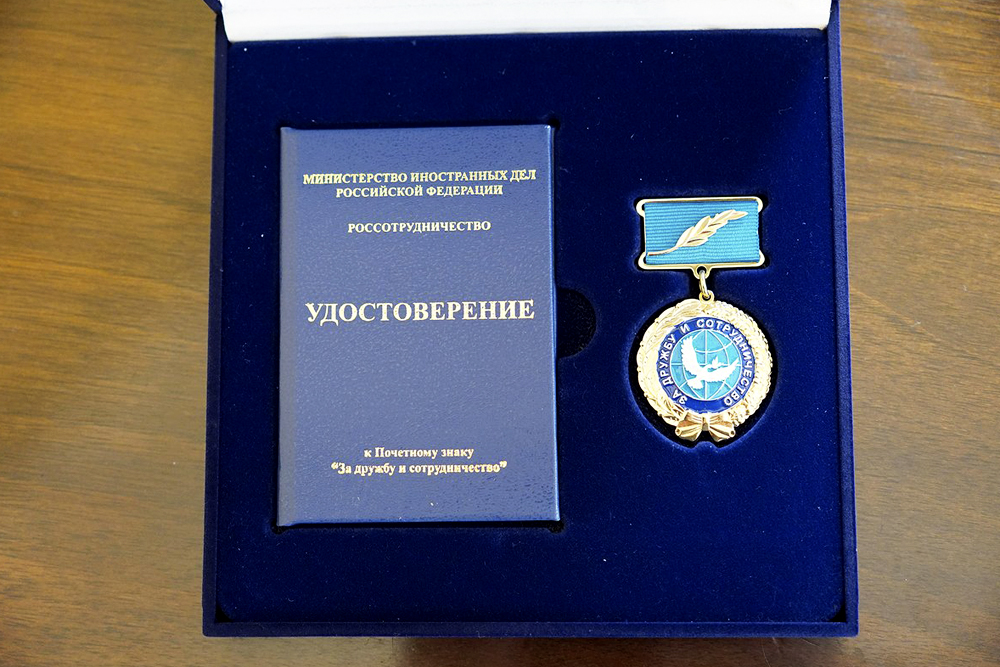 МИНИСТЕРСТВО ИНОСТРАННЫХ ДЕЛ
РОССИЙСКОЙ ФЕДЕРАЦИИ
РОССОТРУДНИЧЕСТВО
УДОСТОВЕРЕНИЕ
к Почетному знаку
“За дружбу и сотрудничество”
ЗА ДРУЖБУ И СОТРУДНИЧЕСТВО